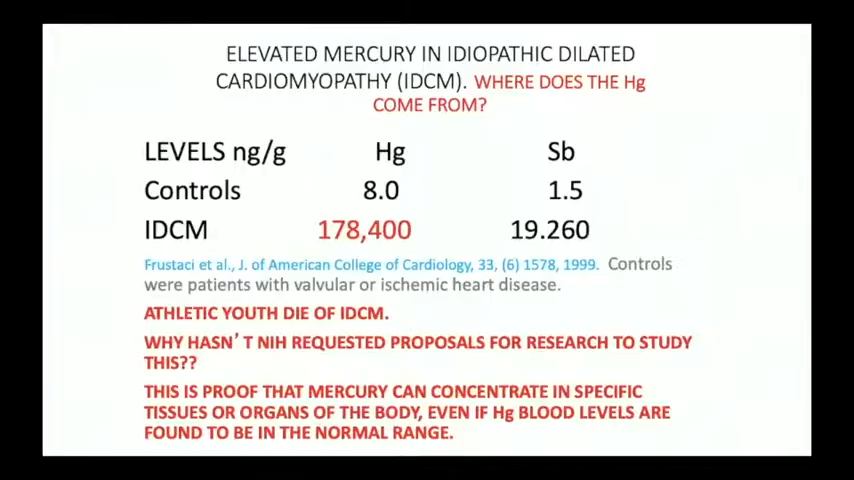 ELEVATED MERCURY IN IDIOPATHIC DILATED
CARDIOMYOPATHY (IDCM). WHERE DOES THE Hg
COME FROM?
LEVELS ng/g Hg Sb
Controls 8.0 1.5
IDCM 178,400 19.260
Frustaci et al., J. of American College of Cardiology, 33, (6) 1578, 1999. Controls
were patients with valvular or ischemic heart disease.
ATHLETIC YOUTH DIE OF IDCM.
WHY HASN'T NIH REQUESTED PROPOSALS FOR RESEARCH TO STUDY
THIS??
THIS IS PROOF THAT MERCURY CAN CONCENTRATE IN SPECIFIC
TISSUES OR ORGANS OF THE BODY, EVEN IF Hg BLOOD LEVELS ARE
FOUND TO BE IN THE NORMAL RANGE.